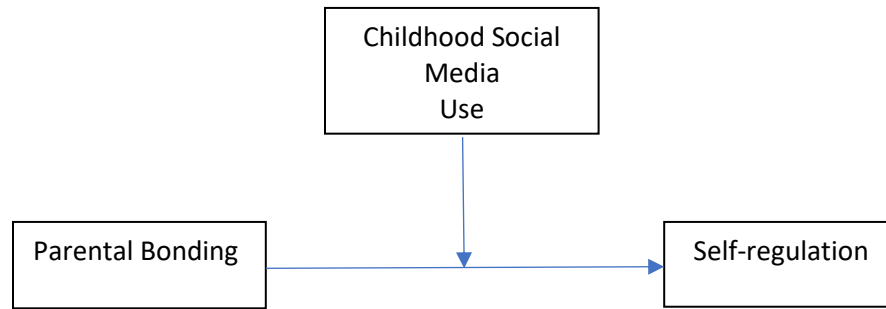 Childhood Social
Media
Use
Parental Bonding
Self-regulation